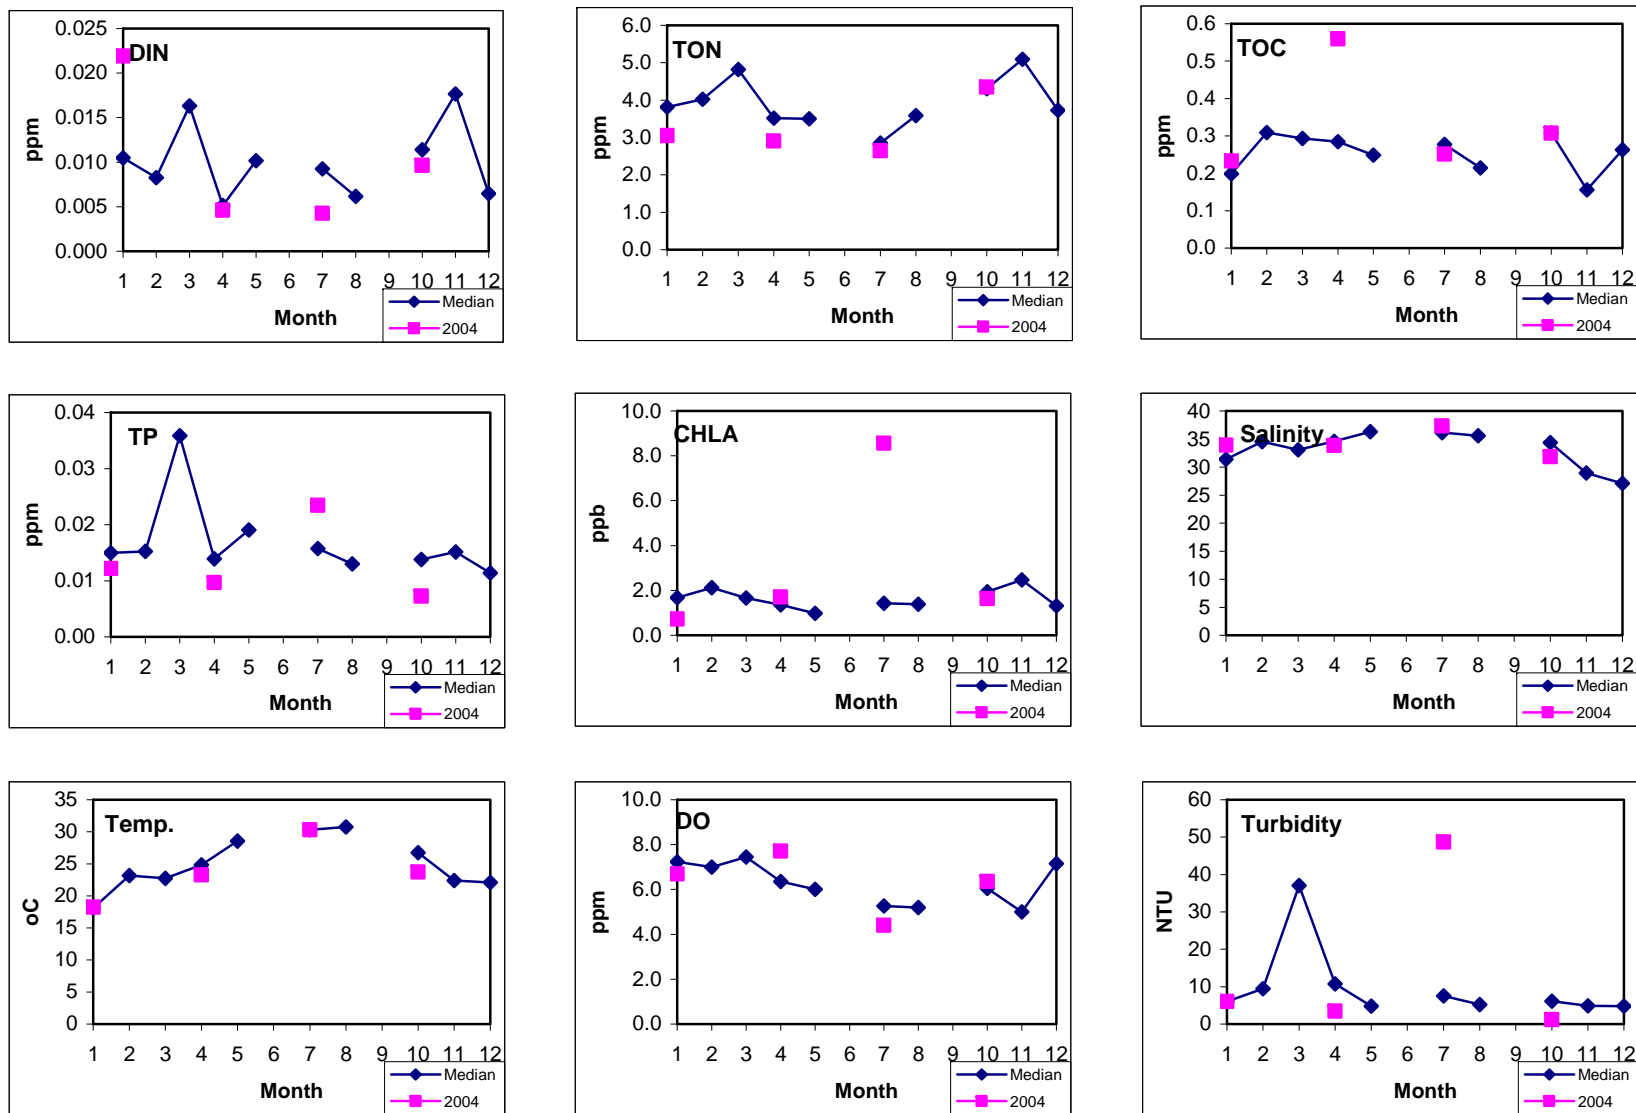 DIN
ppm
0.025
0.020
0.015
0.010
0.005
0.000
1 2 3 4 5 6 7 8 9 10 11 12
Month
Median
2004
TON
ppm
6.0
5.0
4.0
3.0
2.0
1.0
0.0
1 2 3 4 5 6 7 8 9 10 11 12
Month
Median
2004
TOC
ppm
0.6
0.5
0.4
0.3
0.2
0.1
0.0
1 2 3 4 5 6 7 8 9 10 11 12
Month
Median
2004
TP
ppm
0.04
0.03
0.02
0.01
0.00
1 2 3 4 5 6 7 8 9 10 11 12
Month
Median
2004
CHLA
ppb
10.0
8.0
6.0
4.0
2.0
0.0
1 2 3 4 5 6 7 8 9 10 11 12
Month
Median
2004
Salinity
40
35
30
25
20
15
10
5
0
1 2 3 4 5 6 7 8 9 10 11 12
Month
Median
2004
Temp.
oC
35
30
25
20
15
10
5
0
1 2 3 4 5 6 7 8 9 10 11 12
Month
Median
2004
DO
ppm
10.0
8.0
6.0
4.0
2.0
0.0
1 2 3 4 5 6 7 8 9 10 11 12
Month
Median
2004
Turbidity
NTU
60
50
40
30
20
10
0
1 2 3 4 5 6 7 8 9 10 11 12
Month
Median
2004